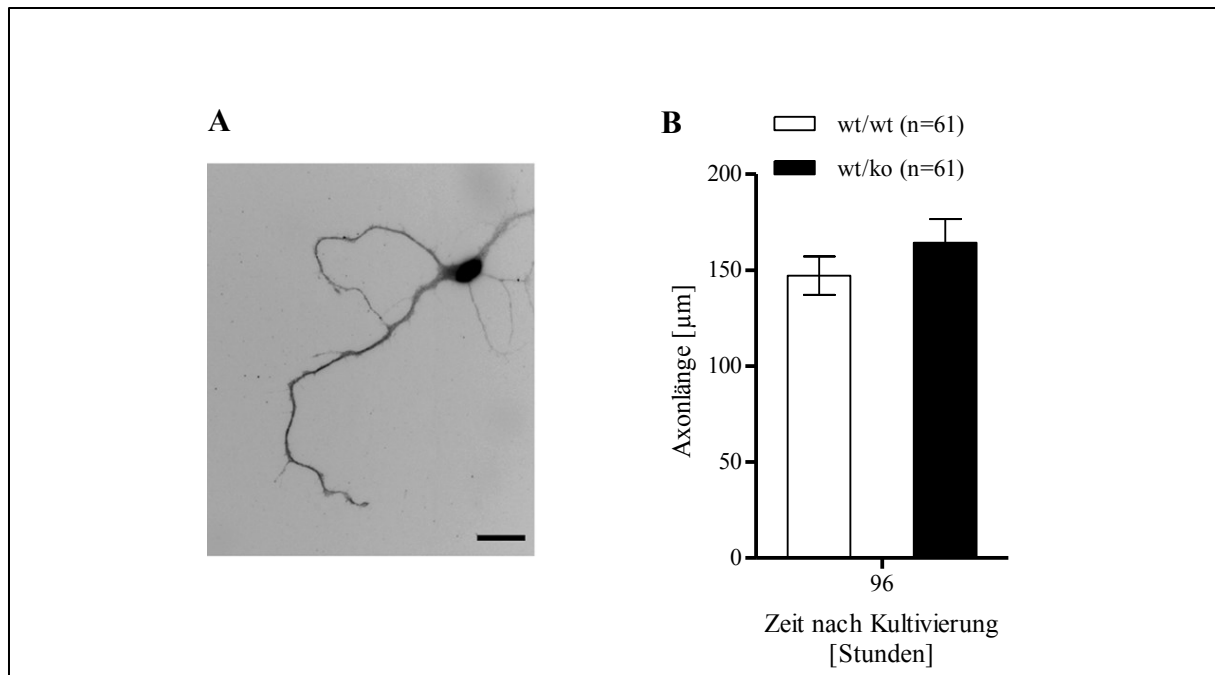 A
B
wt/wt (n=61)
wt/ko (n=61)
200
150
100
50
0
Axonlänge [µm]
96
Zeit nach Kultivierung
[Stunden]